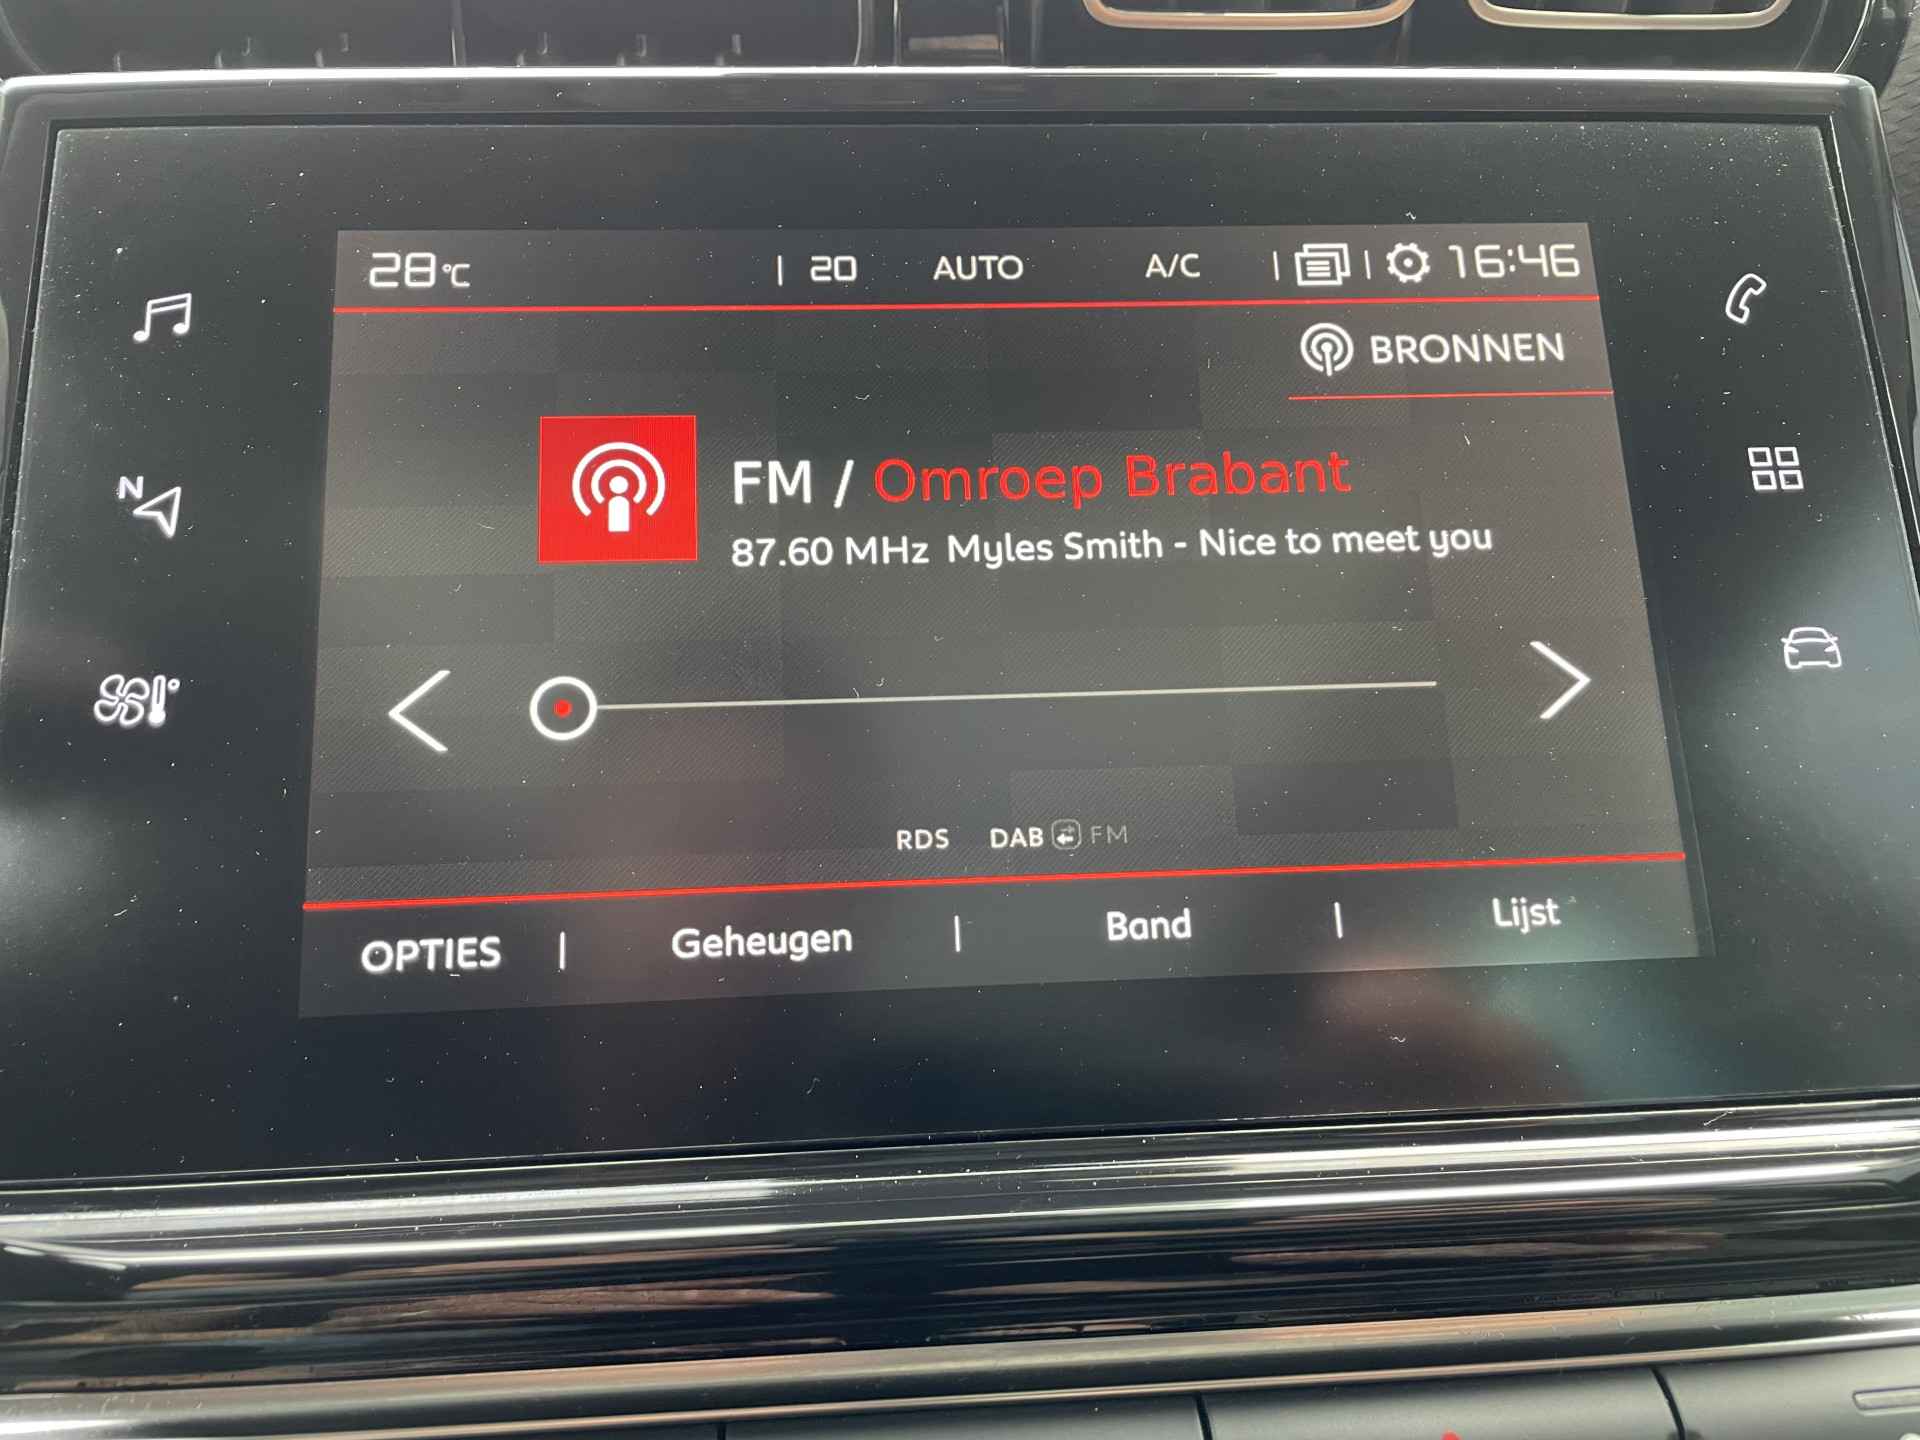 28°C | 20 AUTO A/C | | 16:46
BRONNEN
FM / Omroep Brabant
87.60 MHz Myles Smith - Nice to meet you
N
RDS DAB FM
OPTIES | Geheugen | Band | Lijst